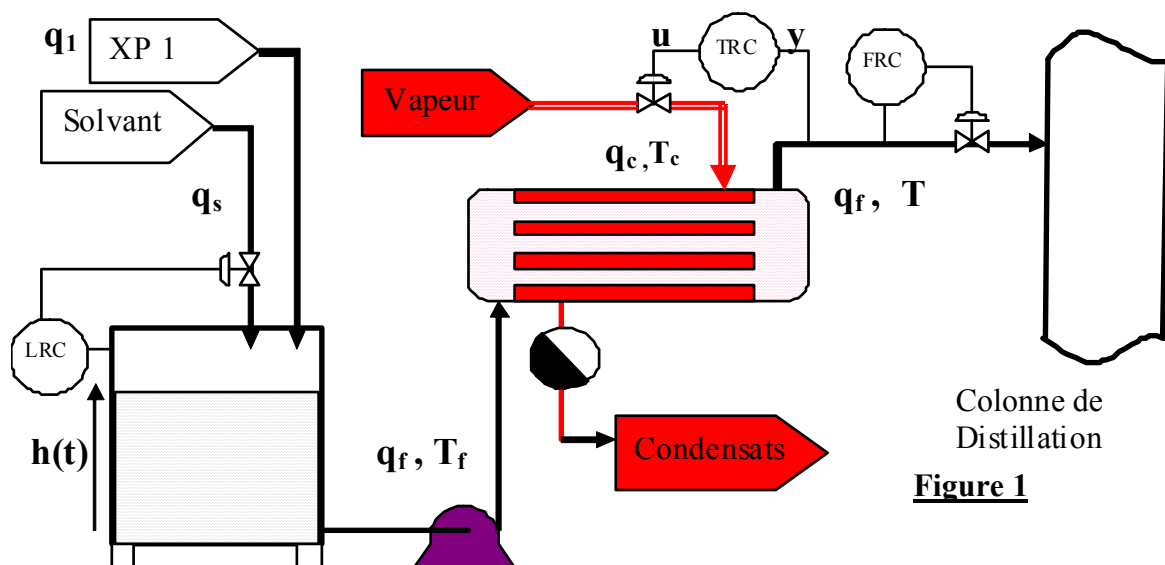 q1
XP 1
Solvant
qs
LRC
h(t)
qf , Tf
Vapeur
u
TRC
y
FRC
qc ,Tc
qf , T
Condensats
Colonne de
Distillation
Figure 1